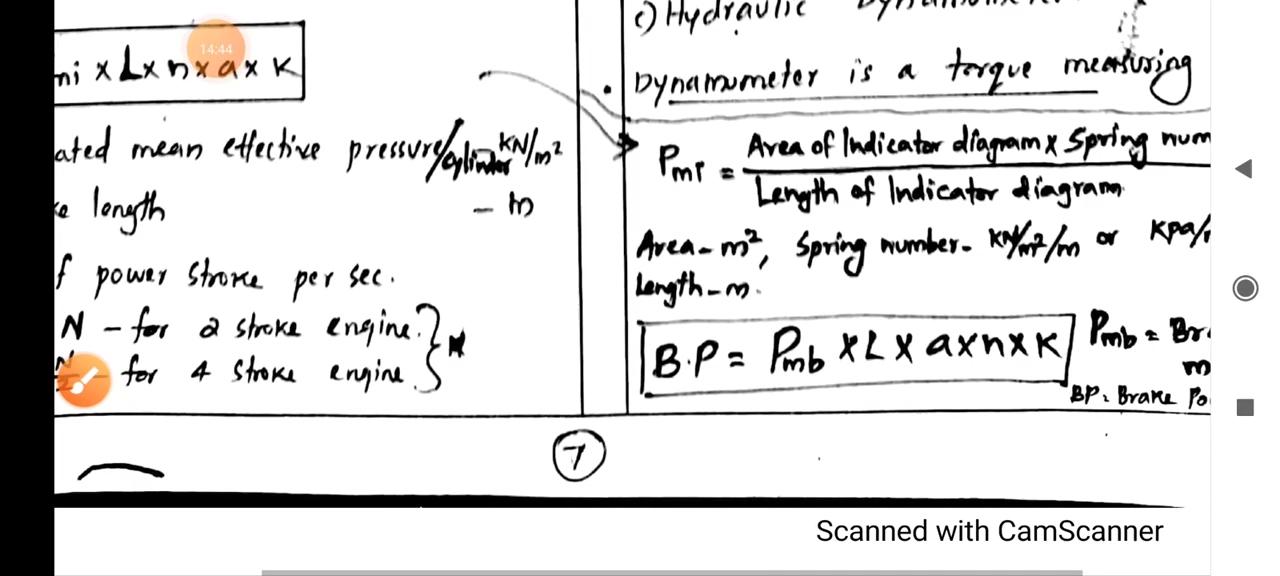 14:44
mi x L x n x a x K
ated mean effective pressure/cylinder KN/m²
ke length - m
f power stroke per sec.
N - for 2 stroke engine.
N/2 - for 4 stroke engine.
c) Hydraulic
. Dynamometer is a torque measuring
Pmi = Area of Indicator diagram x Spring num
Length of Indicator diagram
Area - m², Spring number - KN/m²/m or Kpa/
Length - m.
B.P = Pmb x L x a x n x K
Pmb = Br
m
BP: Brake Po
7
Scanned with CamScanner